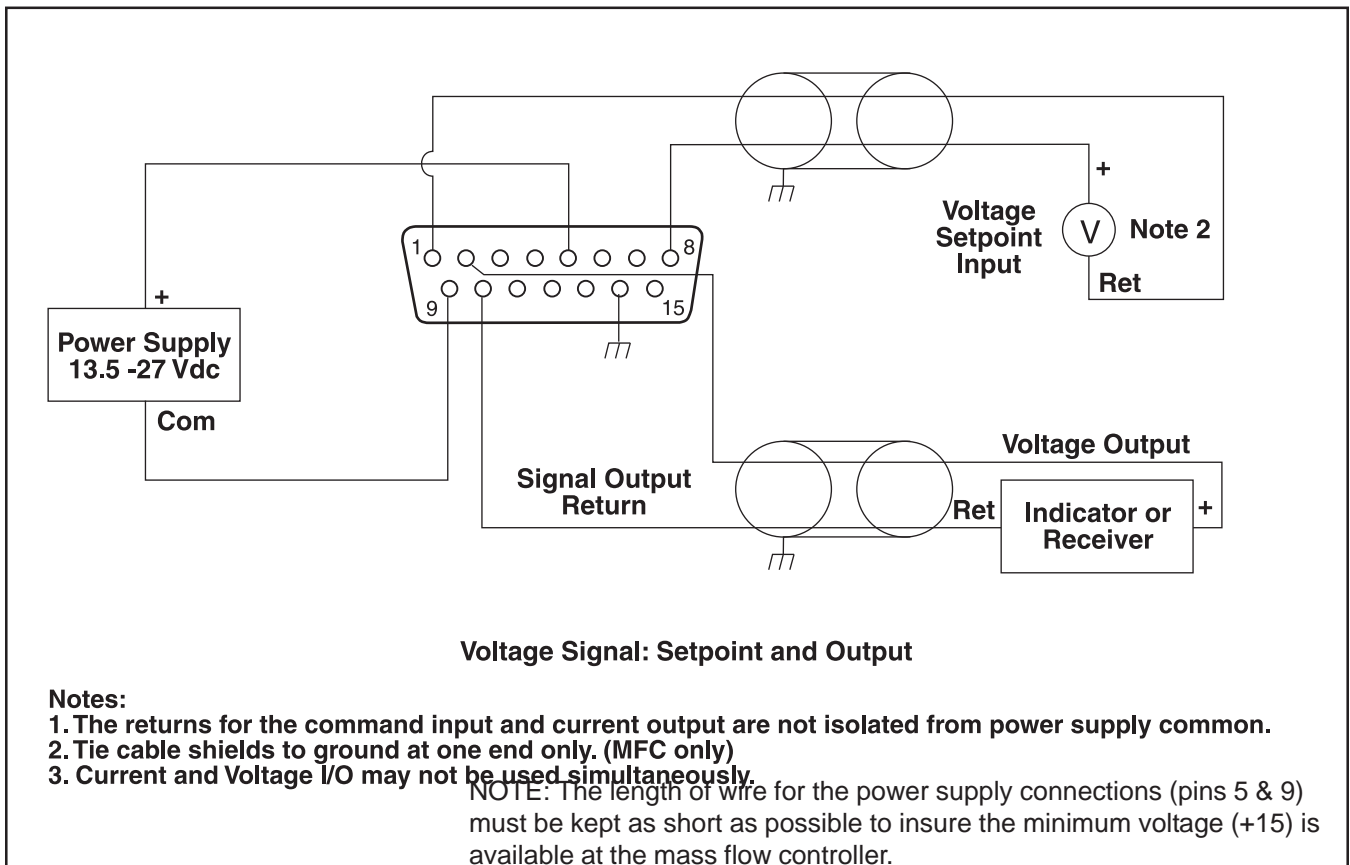 1
8
9
15
+
Power Supply
13.5 -27 Vdc
Com
Voltage
Setpoint
Input
+
V
Note 2
Ret
Signal Output
Return
Voltage Output
Ret
Indicator or
Receiver
+
Voltage Signal: Setpoint and Output
Notes:
1. The returns for the command input and current output are not isolated from power supply common.
2. Tie cable shields to ground at one end only. (MFC only)
3. Current and Voltage I/O may not be used simultaneously.
NOTE: The length of wire for the power supply connections (pins 5 & 9)
must be kept as short as possible to insure the minimum voltage (+15) is
available at the mass flow controller.